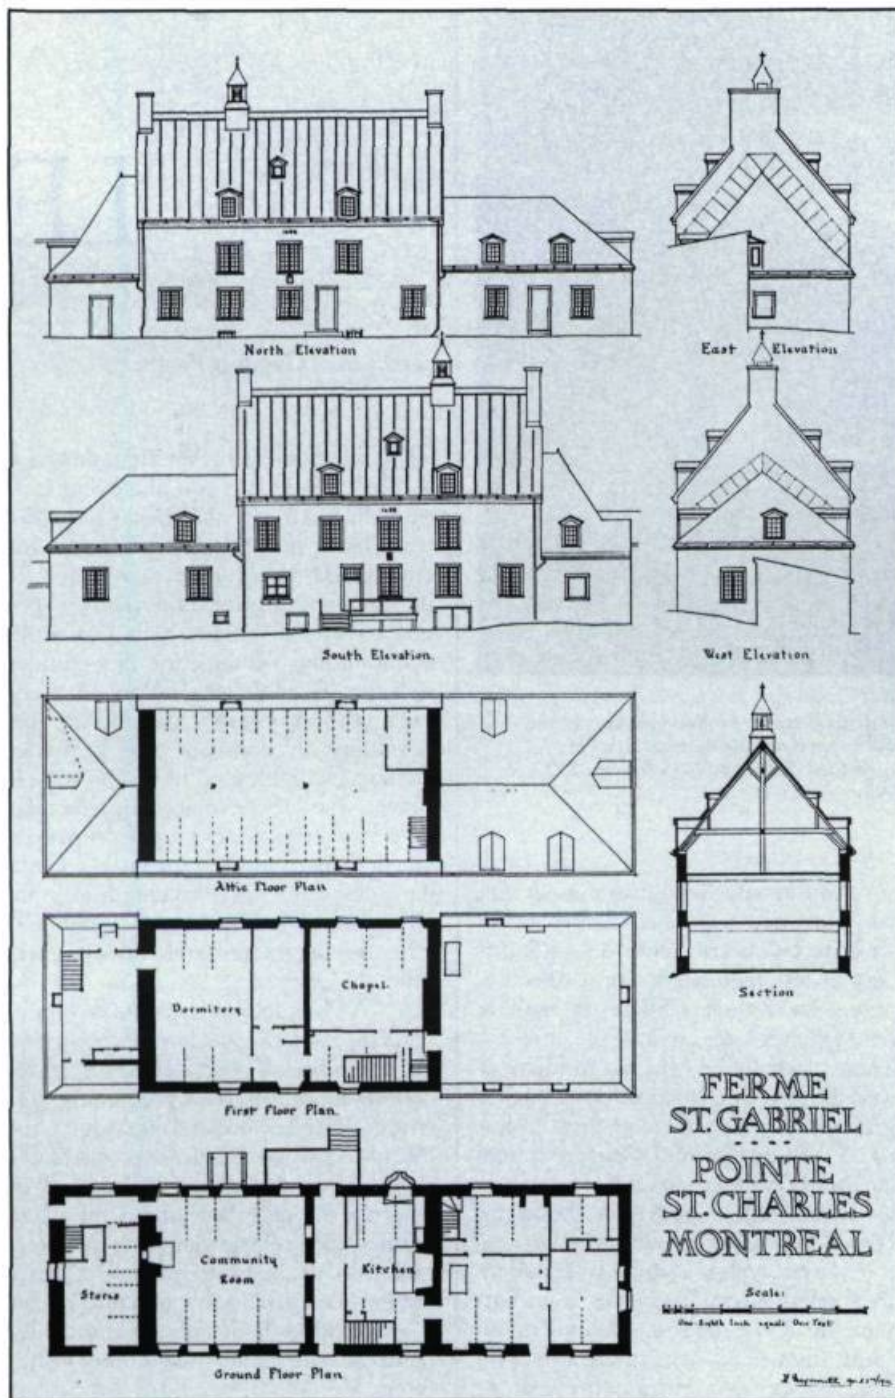 North Elevation
East Elevation
South Elevation.
West Elevation
Attic Floor Plan
Section
Dormitory
Chapel.
First Floor Plan.
Stores
Community
Room
Kitchen
Ground Floor Plan.
FERME
ST. GABRIEL
POINTE
ST. CHARLES
MONTREAL
Scale:
One-Eighth Inch equals One Foot